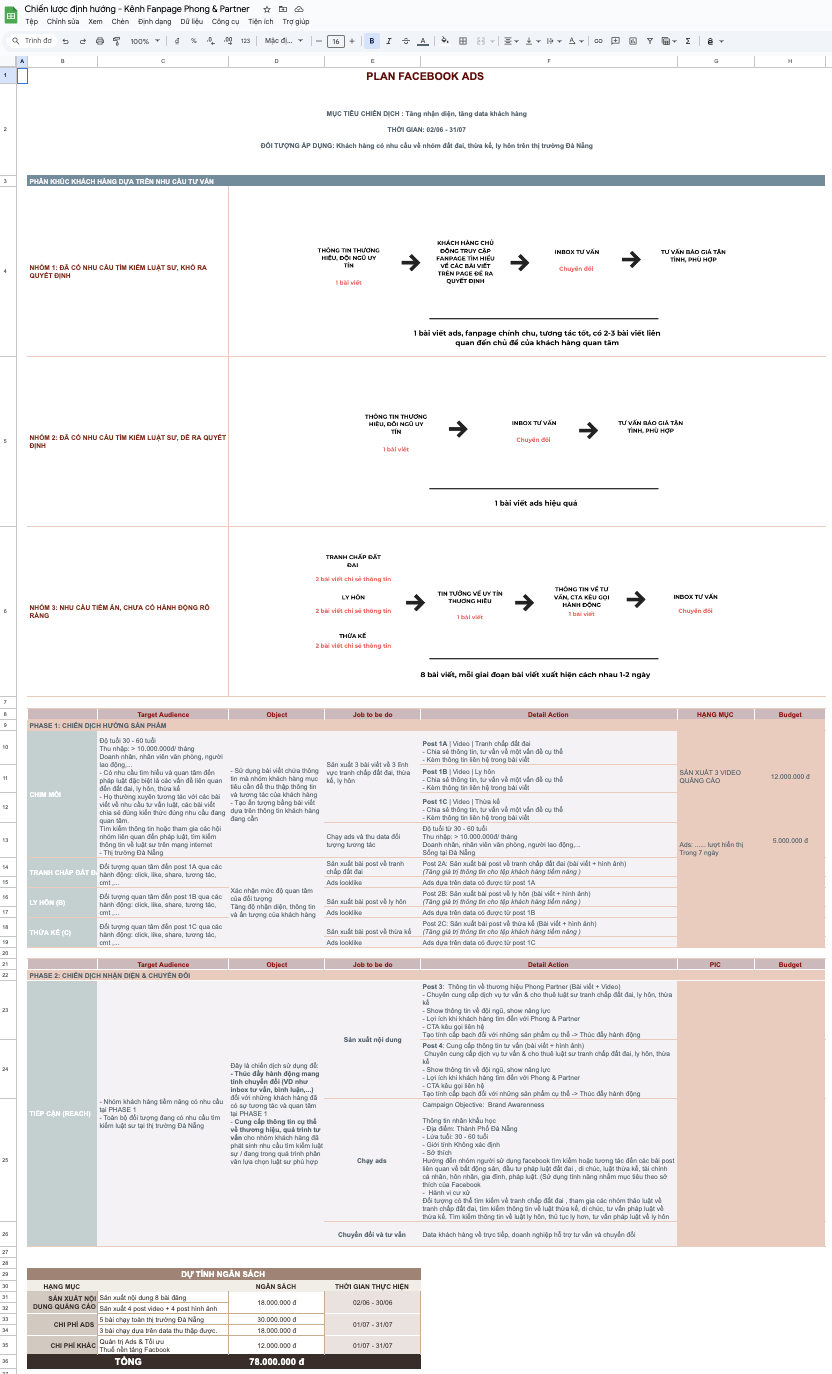 Chiến lược định hướng - Kênh Fanpage Phong & Partner
Tệp Chỉnh sửa Xem Chèn Định dạng Dữ liệu Công cụ Tiện ích Trợ giúp
Trình đơ 100% đ % .0 .00 123 Mặc đị... 16 B I A
A B C D E F G H
1
PLAN FACEBOOK ADS
2
MỤC TIÊU CHIẾN DỊCH : Tăng nhận diện, tăng data khách hàng
THỜI GIAN: 02/06 - 31/07
ĐỐI TƯỢNG ÁP DỤNG: Khách hàng có nhu cầu về nhóm đất đai, thừa kế, ly hôn trên thị trường Đà Nẵng
3
PHÂN KHÚC KHÁCH HÀNG DỰA TRÊN NHU CẦU TƯ VẤN
4
NHÓM 1: ĐÃ CÓ NHU CẦU TÌM KIẾM LUẬT SƯ, KHÓ RA
QUYẾT ĐỊNH
THÔNG TIN THƯƠNG
HIỆU, ĐỘI NGŨ UY
TÍN
1 bài viết
KHÁCH HÀNG CHỦ
ĐỘNG TRUY CẬP
FANPAGE TÌM HIỂU
VỀ CÁC BÀI VIẾT
TRÊN PAGE ĐỂ RA
QUYẾT ĐỊNH
INBOX TƯ VẤN
Chuyển đổi
TƯ VẤN BÁO GIÁ TẬN
TÌNH, PHÙ HỢP
1 bài viết ads, fanpage chỉnh chu, tương tác tốt, có 2-3 bài viết liên
quan đến chủ đề của khách hàng quan tâm
5
NHÓM 2: ĐÃ CÓ NHU CẦU TÌM KIẾM LUẬT SƯ, DỄ RA QUYẾT
ĐỊNH
THÔNG TIN THƯƠNG
HIỆU, ĐỘI NGŨ UY
TÍN
1 bài viết
INBOX TƯ VẤN
Chuyển đổi
TƯ VẤN BÁO GIÁ TẬN
TÌNH, PHÙ HỢP
1 bài viết ads hiệu quả
6
NHÓM 3: NHU CẦU TIỀM ẨN, CHƯA CÓ HÀNH ĐỘNG RÕ
RÀNG
TRANH CHẤP ĐẤT
ĐAI
2 bài viết chỉ sẻ thông tin
LY HÔN
2 bài viết chỉ sẻ thông tin
THỪA KẾ
2 bài viết chỉ sẻ thông tin
TIN TƯỞNG VỀ UY TÍN
THƯƠNG HIỆU
1 bài viết
THÔNG TIN VỀ TƯ
VẤN, CTA KÊU GỌI
HÀNH ĐỘNG
1 bài viết
INBOX TƯ VẤN
Chuyển đổi
8 bài viết, mỗi giai đoạn bài viết xuất hiện cách nhau 1-2 ngày
7
8
Target Audience Object Job to be do Detail Action HẠNG MỤC Budget
9
PHASE 1: CHIẾN DỊCH HƯỚNG SẢN PHẨM
10
11
12
13
CHIM MỒI
Độ tuổi 30 - 60 tuổi
Thu nhập: > 10.000.000đ/ tháng
Doanh nhân, nhân viên văn phòng, người
lao động,...
- Có nhu cầu tìm hiểu và quan tâm đến
pháp luật đặc biệt là các vấn đề liên quan
đến đất đai, ly hôn, thừa kế
- Họ thường xuyên tương tác với các bài
viết về nhu cầu tư vấn luật, các bài viết
chia sẻ đúng kiến thức đúng nhu cầu đang
quan tâm.
Tìm kiếm thông tin hoặc tham gia các hội
nhóm liên quan đến pháp luật, tìm kiếm
thông tin về luật sư trên mạng internet
- Thị trường Đà Nẵng
- Sử dụng bài viết chứa thông
tin mà nhóm khách hàng mục
tiêu cần để thu thập thông tin
và tương tác của khách hàng
- Tạo ấn tượng bằng bài viết
dựa trên thông tin khách hàng
đang cần
Sản xuất 3 bài viết về 3 lĩnh
vực tranh chấp đất đai, thừa
kế, ly hôn
Post 1A | Video | Tranh chấp đất đai
- Chia sẻ thông tin, tư vấn về một vấn đề cụ thể
- Kèm thông tin liên hệ trong bài viết
Post 1B | Video | Ly hôn
- Chia sẻ thông tin, tư vấn về một vấn đề cụ thể
- Kèm thông tin liên hệ trong bài viết
Post 1C | Video | Thừa kế
- Chia sẻ thông tin, tư vấn về một vấn đề cụ thể
- Kèm thông tin liên hệ trong bài viết
SẢN XUẤT 3 VIDEO
QUẢNG CÁO
12.000.000 đ
Chạy ads và thu data đối
tượng tương tác
Độ tuổi từ 30 - 60 tuổi
Thu nhập: > 10.000.000đ/ tháng
Doanh nhân, nhân viên văn phòng, người lao động,...
Sống tại Đà Nẵng
Ads: ...... lượt hiển thị
Trong 7 ngày
5.000.000 đ
14
TRANH CHẤP ĐẤT ĐA
Đối tượng quan tâm đến post 1A qua các
hành động: click, like, share, tương tác,
cmt ,...
Xác nhận mức độ quan tâm
của đối tượng
Tăng độ nhận diện, thông tin
và ấn tượng của khách hàng
Sản xuất bài post về tranh
chấp đất đai
Post 2A: Sản xuất bài post về tranh chấp đất đai (bài viết + hình ảnh)
(Tăng giá trị thông tin cho tệp khách hàng tiềm năng )
15
Ads looklike
Ads dựa trên data có được từ post 1A
16
LY HÔN (B)
Đối tượng quan tâm đến post 1B qua các
hành động: click, like, share, tương tác,
cmt ,...
Sản xuất bài post về ly hôn
Post 2B: Sản xuất bài post về ly hôn (bài viết + hình ảnh)
(Tăng giá trị thông tin cho tệp khách hàng tiềm năng )
17
Ads looklike
Ads dựa trên data có được từ post 1B
18
THỪA KẾ (C)
Đối tượng quan tâm đến post 1C qua các
hành động: click, like, share, tương tác,
cmt ,...
Sản xuất bài post về thừa kế
Post 2C: Sản xuất bài post về thừa kế (Bài viết + hình ảnh)
(Tăng giá trị thông tin cho tệp khách hàng tiềm năng )
19
Ads looklike
Ads dựa trên data có được từ post 1C
20
21
Target Audience Object Job to be do Detail Action PIC Budget
22
PHASE 2: CHIẾN DỊCH NHẬN DIỆN & CHUYỂN ĐỔI
23
24
25
26
TIẾP CẬN (REACH)
- Nhóm khách hàng tiềm năng có nhu cầu
tại PHASE 1
- Toàn bộ đối tượng đang có nhu cầu tìm
kiếm luật sư tại thị trường Đà Nẵng
Đây là chiến dịch sử dụng để:
- Thúc đẩy hành động mang
tính chuyển đổi (VD như
inbox tư vấn, bình luận,...)
đối với những khách hàng đã
có sự tương tác và quan tâm
tại PHASE 1
- Cung cấp thông tin cụ thể
về thương hiệu, quá trình tư
vấn cho nhóm khách hàng đã
phát sinh nhu cầu tìm kiếm luật
sư / đang trong quá trình phân
vân lựa chọn luật sư phù hợp
Sản xuất nội dung
Post 3: Thông tin về thương hiệu Phong Partner (Bài viết + Video)
- Chuyên cung cấp dịch vụ tư vấn & cho thuê luật sư tranh chấp đất đai, ly hôn, thừa
kế
- Show thông tin về đội ngũ, show năng lực
- Lợi ích khi khách hàng tìm đến với Phong & Partner
- CTA kêu gọi liên hệ
Tạo tính cấp bạch đối với những sản phẩm cụ thể -> Thúc đẩy hành động
Post 4: Cung cấp thông tin tư vấn (bài viết + hình ảnh)
Chuyên cung cấp dịch vụ tư vấn & cho thuê luật sư tranh chấp đất đai, ly hôn, thừa
kế
- Show thông tin về đội ngũ, show năng lực
- Lợi ích khi khách hàng tìm đến với Phong & Partner
- CTA kêu gọi liên hệ
Tạo tính cấp bạch đối với những sản phẩm cụ thể -> Thúc đẩy hành động
Chạy ads
Campaign Objective: Brand Awarenness
Thông tin nhân khẩu học
- Địa điểm: Thành Phố Đà Nẵng
- Lứa tuổi: 30 - 60 tuổi
- Giới tính Không xác định
- Sở thích
Hướng đến nhóm người sử dụng facebook tìm kiếm hoặc tương tác đến các bài post
liên quan về bất động sản, đầu tư pháp luật đất đai , di chúc, luật thừa kế, tài chính
cá nhân, hôn nhân, gia đình, pháp luật. (Sử dụng tính năng nhắm mục tiêu theo sở
thích của Facebook
- Hành vi cư xử
Đối tượng có thể tìm kiếm về tranh chấp đất đai , tham gia các nhóm thảo luật về
tranh chấp đất đai, tìm kiếm thông tin về luật thừa kế, di chúc, tư vấn pháp luật về
thừa kế. Tìm kiếm thông tin về luật ly hôn, thủ tục ly hơn, tư vấn pháp luật về ly hôn
Chuyển đổi và tư vấn
Data khách hàng về trực tiếp, doanh nghiệp hỗ trợ tư vấn và chuyển đổi
27
28
29
DỰ TÍNH NGÂN SÁCH
30
HẠNG MỤC NGÂN SÁCH THỜI GIAN THỰC HIỆN
31
SẢN XUẤT NỘI
DUNG QUẢNG CÁO
Sản xuất nội dung 8 bài đăng
18.000.000 đ
02/06 - 30/06
32
Sản xuất 4 post video + 4 post hình ảnh
33
CHI PHÍ ADS
5 bài chạy toàn thị trường Đà Nẵng
30.000.000 đ
01/07 - 31/07
34
3 bài chạy dựa trên data thu thập được.
18.000.000 đ
35
CHI PHÍ KHÁC
Quản trị Ads & Tối ưu
Thuế nền tảng Facbook
12.000.000 đ
01/07 - 31/07
36
TỔNG 78.000.000 đ